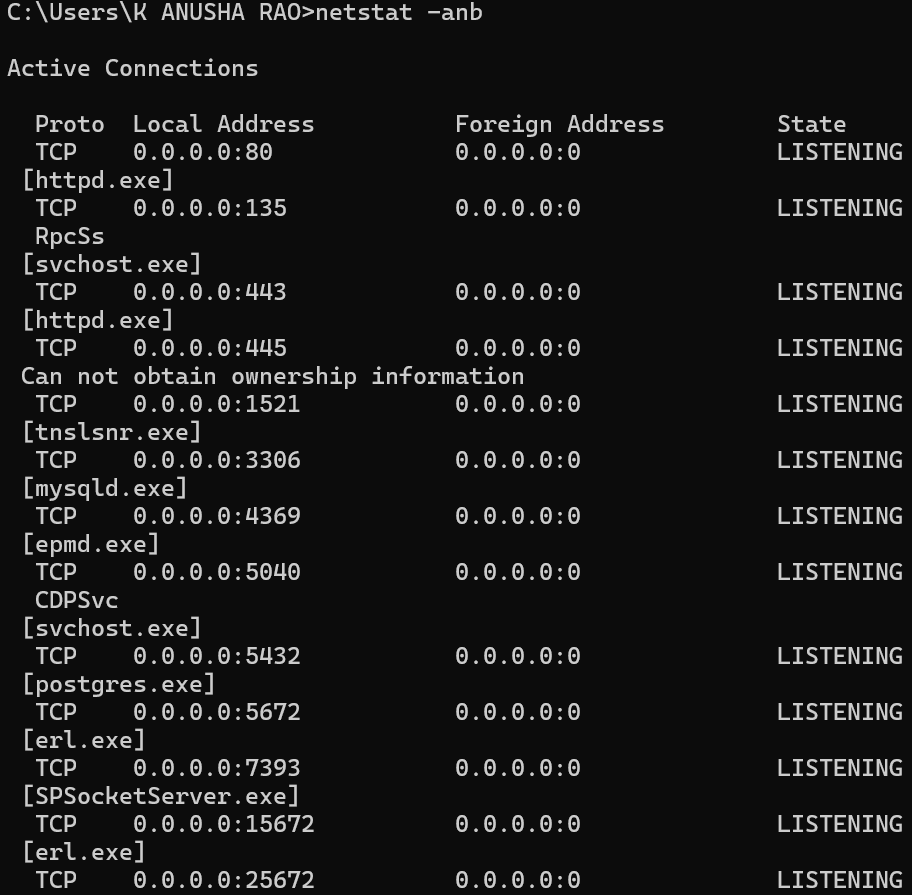 C:\Users\K ANUSHA RAO>netstat -anb
Active Connections
Proto Local Address Foreign Address State
TCP 0.0.0.0:80 0.0.0.0:0 LISTENING
[httpd.exe]
TCP 0.0.0.0:135 0.0.0.0:0 LISTENING
RpcSs
[svchost.exe]
TCP 0.0.0.0:443 0.0.0.0:0 LISTENING
[httpd.exe]
TCP 0.0.0.0:445 0.0.0.0:0 LISTENING
Can not obtain ownership information
TCP 0.0.0.0:1521 0.0.0.0:0 LISTENING
[tnslsnr.exe]
TCP 0.0.0.0:3306 0.0.0.0:0 LISTENING
[mysqld.exe]
TCP 0.0.0.0:4369 0.0.0.0:0 LISTENING
[epmd.exe]
TCP 0.0.0.0:5040 0.0.0.0:0 LISTENING
CDPSvc
[svchost.exe]
TCP 0.0.0.0:5432 0.0.0.0:0 LISTENING
[postgres.exe]
TCP 0.0.0.0:5672 0.0.0.0:0 LISTENING
[erl.exe]
TCP 0.0.0.0:7393 0.0.0.0:0 LISTENING
[SPSocketServer.exe]
TCP 0.0.0.0:15672 0.0.0.0:0 LISTENING
[erl.exe]
TCP 0.0.0.0:25672 0.0.0.0:0 LISTENING